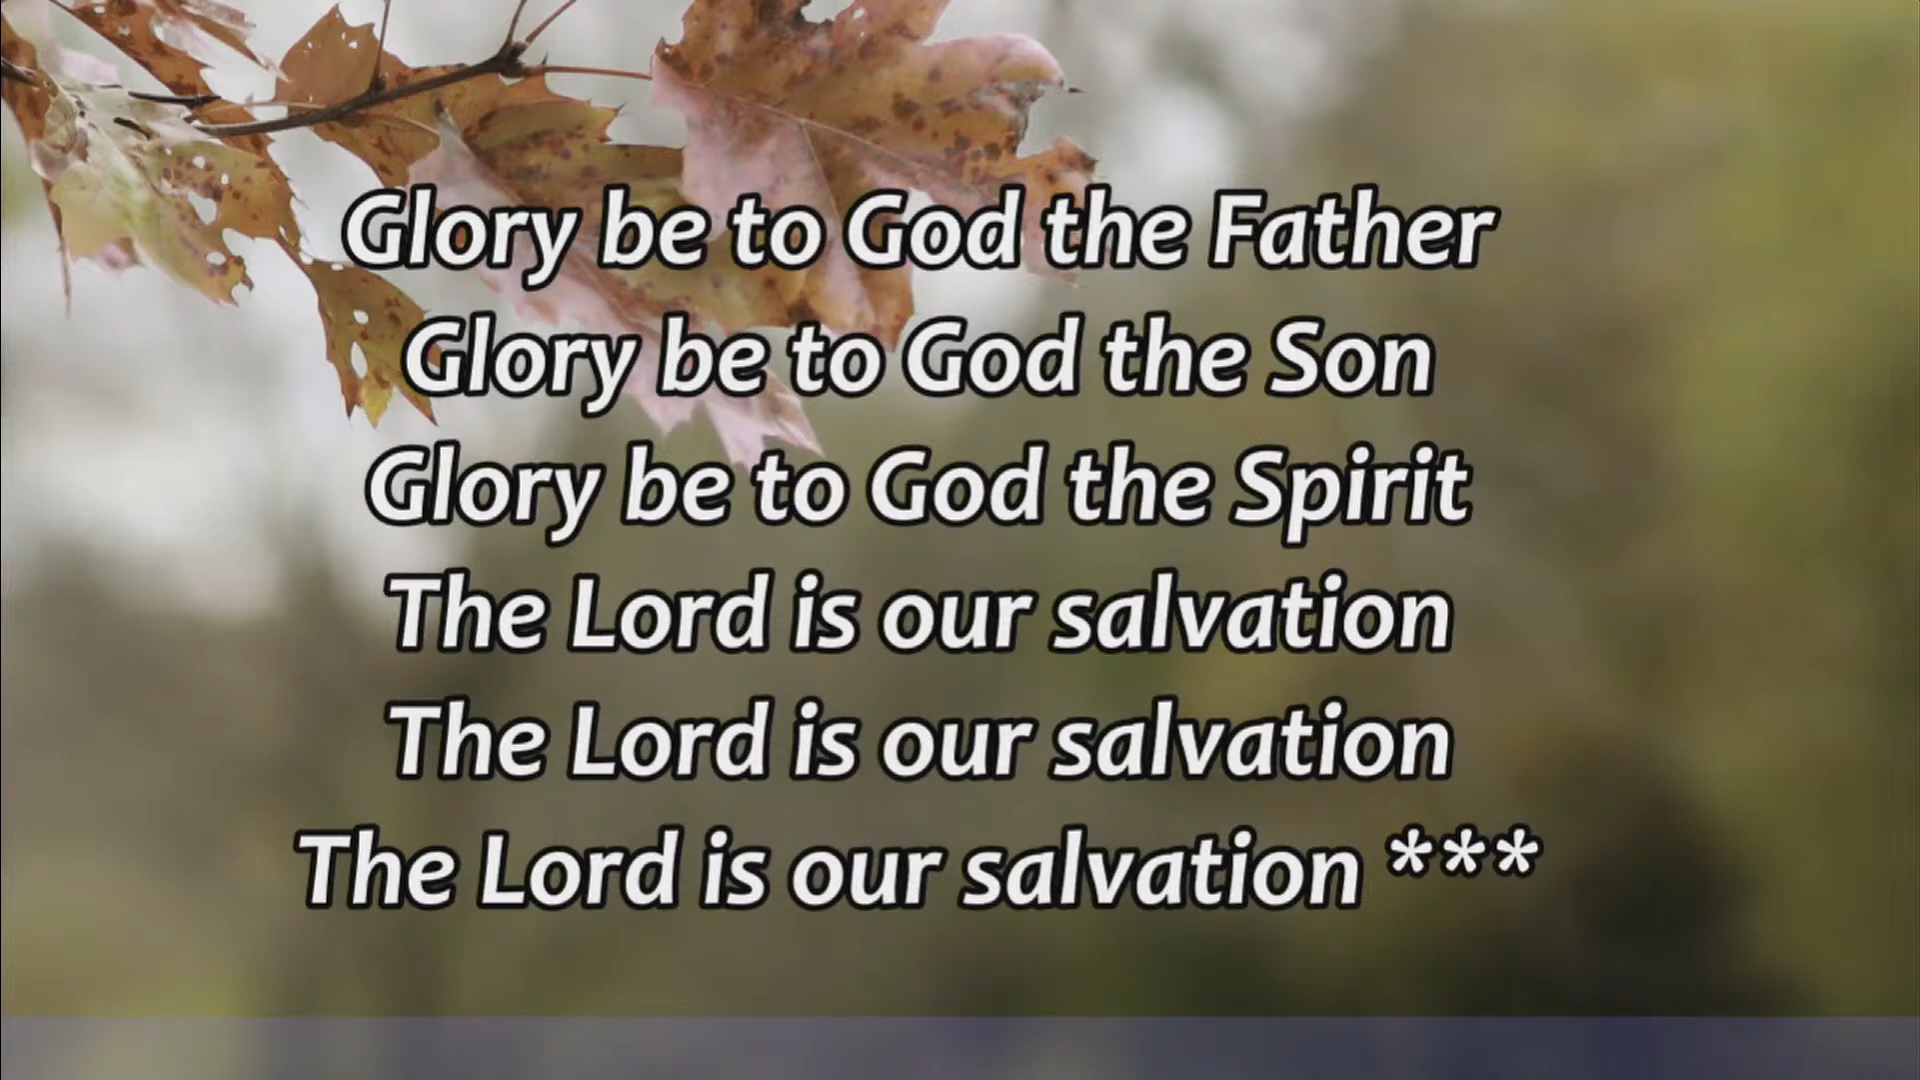 Glory be to God the Father
Glory be to God the Son
Glory be to God the Spirit
The Lord is our salvation
The Lord is our salvation
The Lord is our salvation ***